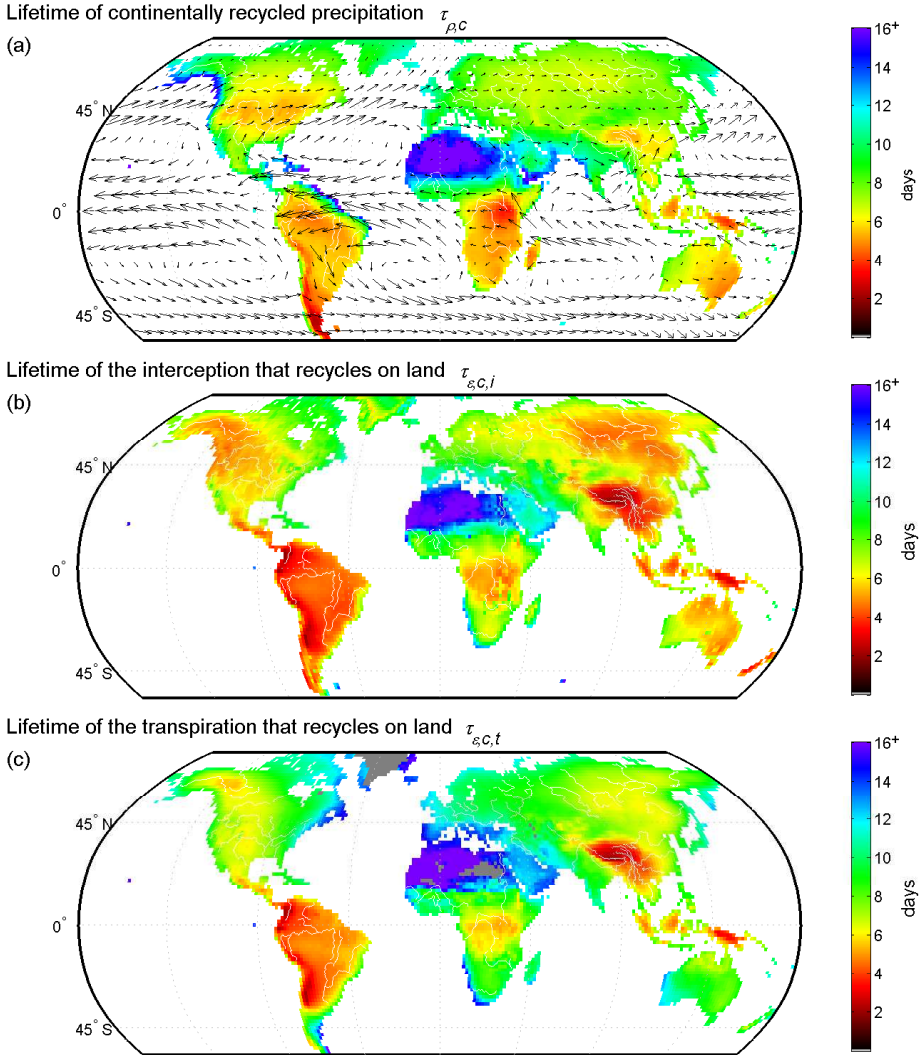 Lifetime of continentally recycled precipitation τρ,c
(a)
16+
14
12
10
8
6
4
2
days
45° N
0°
45° S
Lifetime of the interception that recycles on land τε,c,i
(b)
16+
14
12
10
8
6
4
2
days
45° N
0°
45° S
Lifetime of the transpiration that recycles on land τε,c,t
(c)
16+
14
12
10
8
6
4
2
days
45° N
0°
45° S